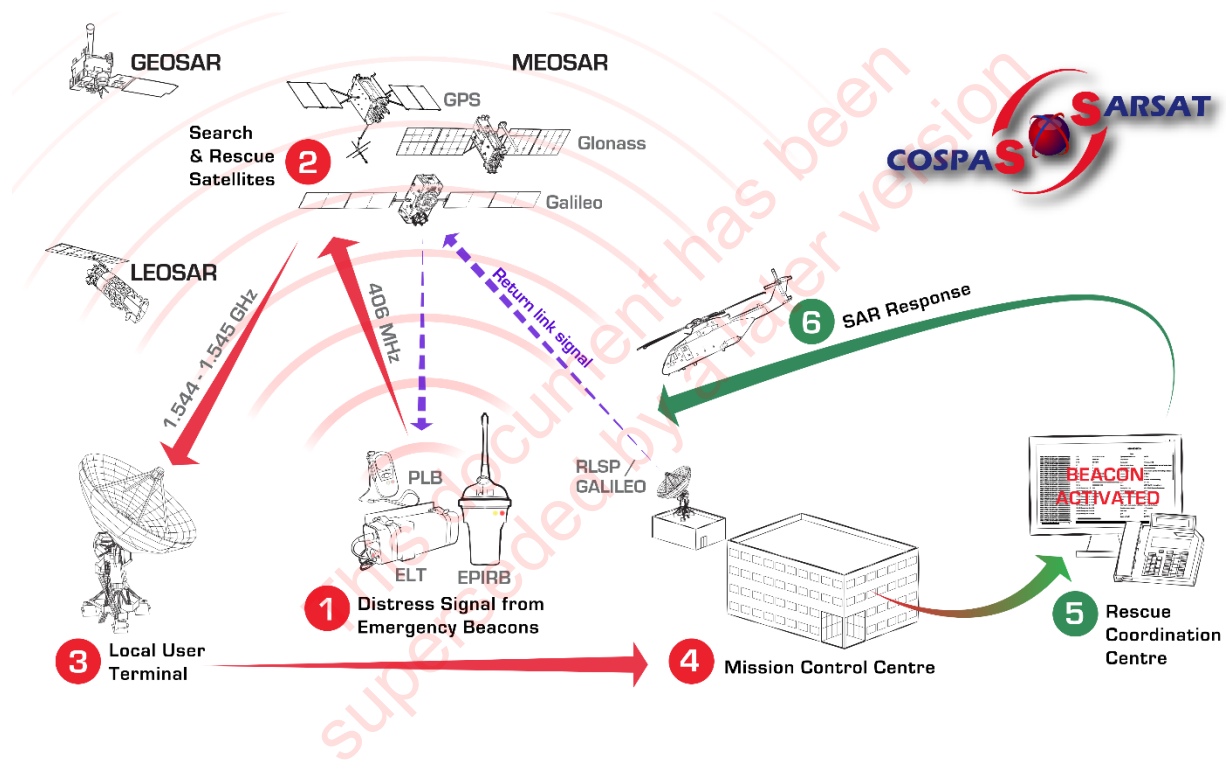 GEOSAR
MEOSAR
GPS
Glonass
Galileo
Search
& Rescue
Satellites
2
COSPAS
SARSAT
LEOSAR
1.544 - 1.545 GHz
406 MHz
Return link signal
6
SAR Response
PLB
ELT
EPIRB
RLSP
GALILEO
BEACON
ACTIVATED
1
Distress Signal from
Emergency Beacons
3
Local User
Terminal
4
Mission Control Centre
5
Rescue
Coordination
Centre
This document has been
superseded by a later version